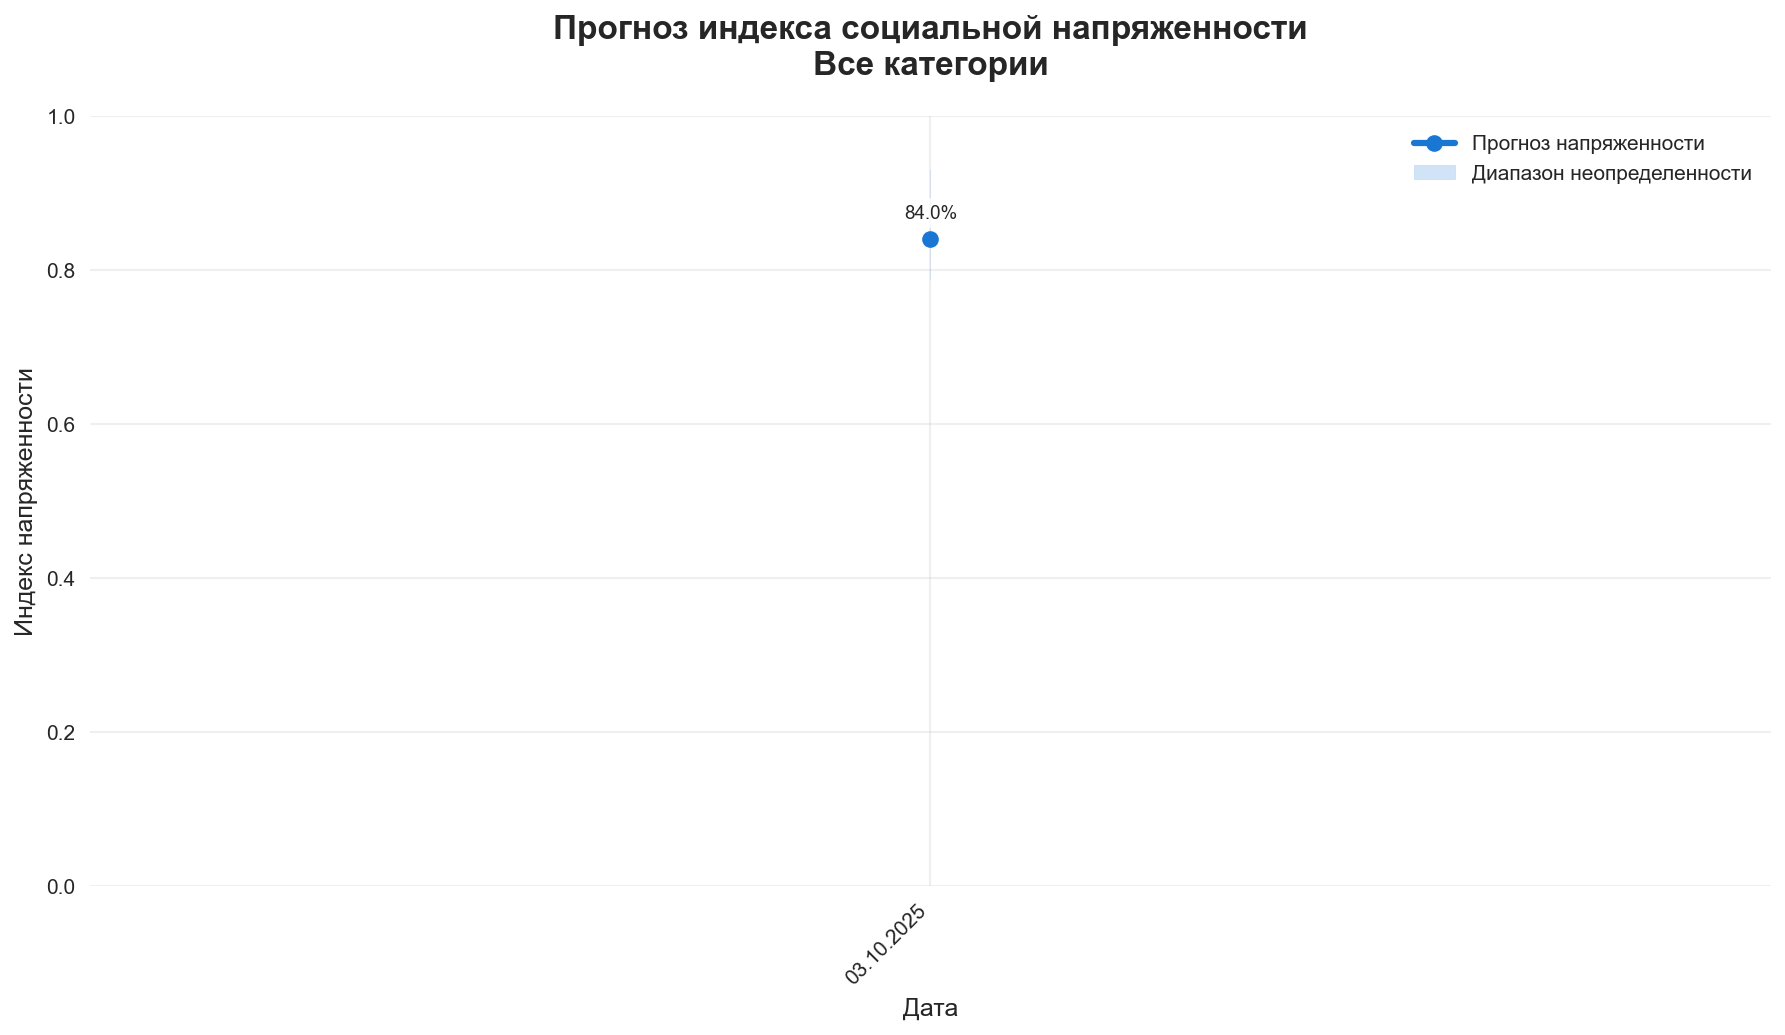 Прогноз индекса социальной напряженности
Все категории
1.0
Прогноз напряженности
Диапазон неопределенности
84.0%
0.8
0.6
Индекс напряженности
0.4
0.2
0.0
03.10.2025
Дата